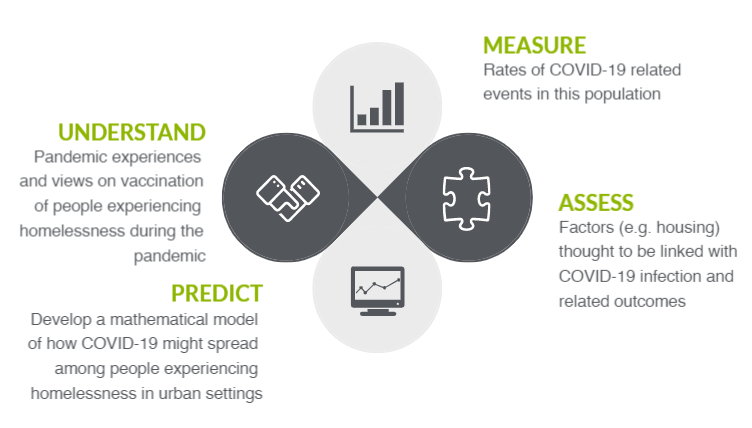 MEASURE
Rates of COVID-19 related
events in this population
UNDERSTAND
Pandemic experiences
and views on vaccination
of people experiencing
homelessness during the
pandemic
ASSESS
Factors (e.g. housing)
thought to be linked with
COVID-19 infection and
related outcomes
PREDICT
Develop a mathematical model
of how COVID-19 might spread
among people experiencing
homelessness in urban settings